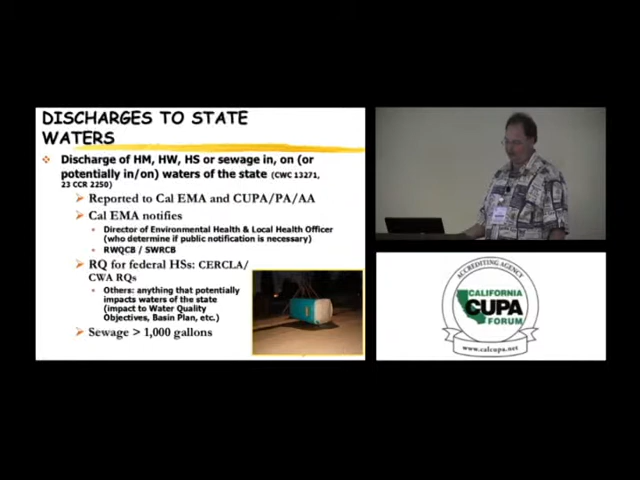 DISCHARGES TO STATE
WATERS
Discharge of HM, HW, HS or sewage in, on (or
potentially in/on) waters of the state (CWC 13271,
23 CCR 2250)
Reported to Cal EMA and CUPA/PA/AA
Cal EMA notifies
Director of Environmental Health & Local Health Officer
(who determine if public notification is necessary)
RWQCB / SWRCB
RQ for federal HSs: CERCLA/
CWA RQs
Others: anything that potentially
impacts waters of the state
(impact to Water Quality
Objectives, Basin Plan, etc.)
Sewage > 1,000 gallons
ACCREDITING AGENCY
CALIFORNIA
CUPA
FORUM
www.calcupa.net